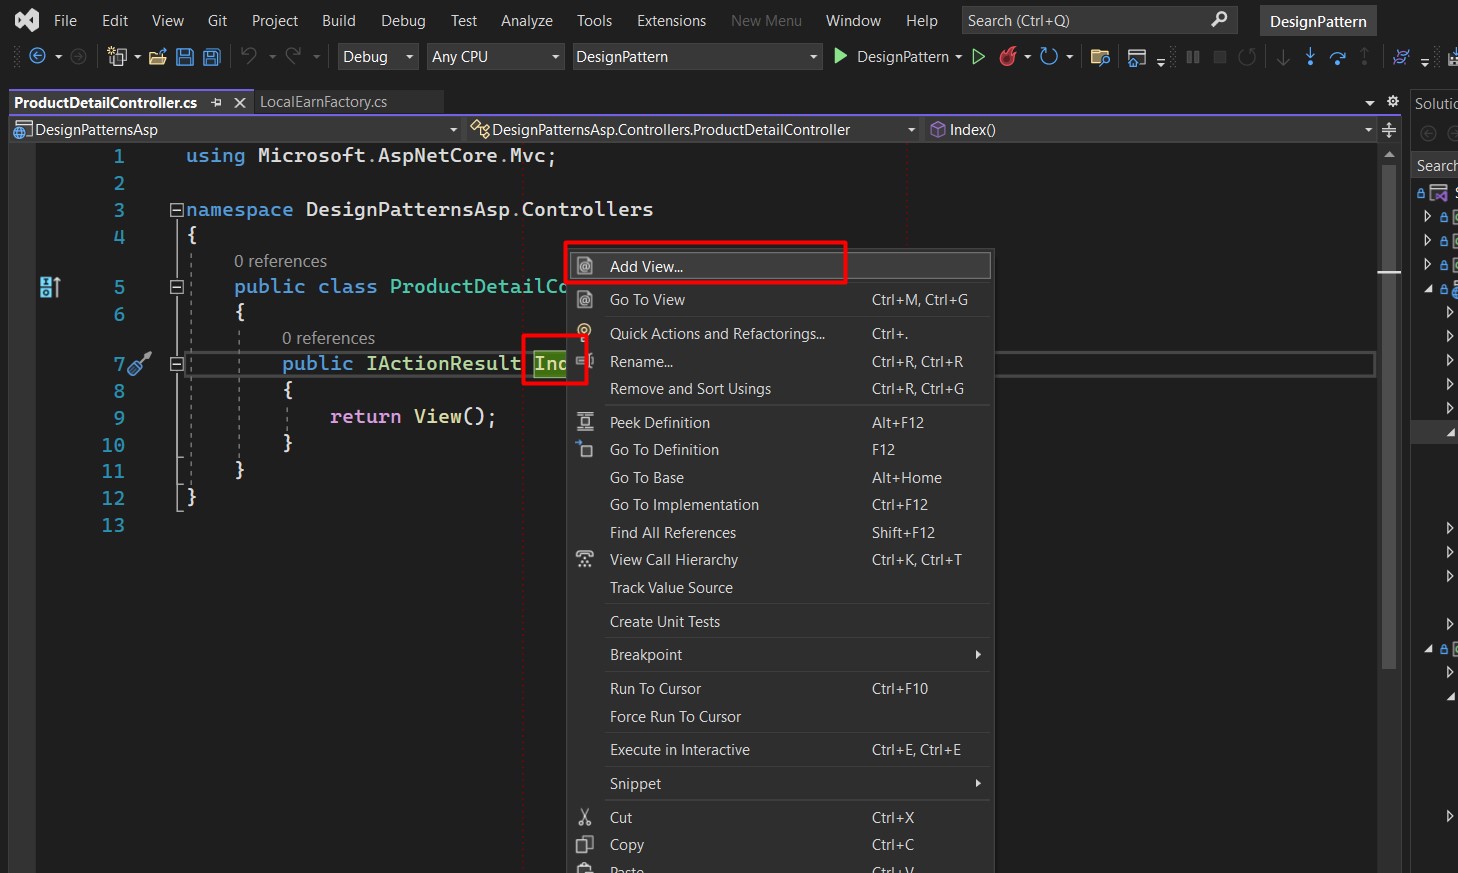 File Edit View Git Project Build Debug Test Analyze Tools Extensions New Menu Window Help Search (Ctrl+Q) DesignPattern
Debug Any CPU DesignPattern DesignPattern
ProductDetailController.cs LocalEarnFactory.cs
DesignPatternsAsp DesignPatternsAsp.Controllers.ProductDetailController Index()
1 using Microsoft.AspNetCore.Mvc;
2
3 namespace DesignPatternsAsp.Controllers
4 {
0 references
5 public class ProductDetailCo
6 {
0 references
7 public IActionResult Ind
8 {
9 return View();
10 }
11 }
12 }
13
Add View...
Go To View Ctrl+M, Ctrl+G
Quick Actions and Refactorings... Ctrl+.
Rename... Ctrl+R, Ctrl+R
Remove and Sort Usings Ctrl+R, Ctrl+G
Peek Definition Alt+F12
Go To Definition F12
Go To Base Alt+Home
Go To Implementation Ctrl+F12
Find All References Shift+F12
View Call Hierarchy Ctrl+K, Ctrl+T
Track Value Source
Create Unit Tests
Breakpoint
Run To Cursor Ctrl+F10
Force Run To Cursor
Execute in Interactive Ctrl+E, Ctrl+E
Snippet
Cut Ctrl+X
Copy Ctrl+C
Paste Ctrl+V
Solutio
Search